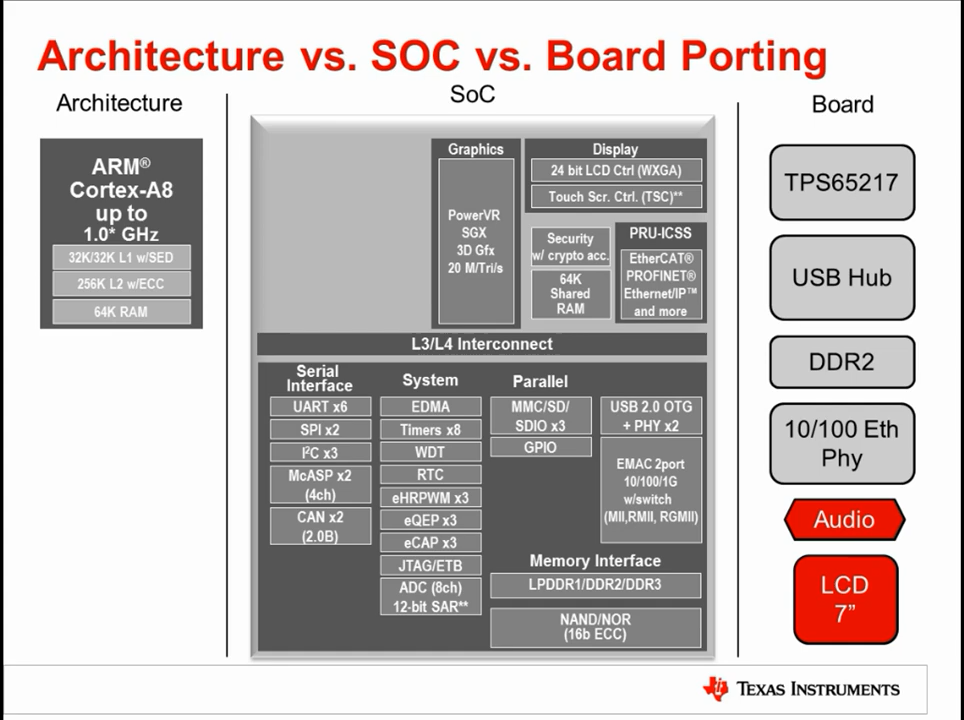 Architecture vs. SOC vs. Board Porting
Architecture
ARM®
Cortex-A8
up to
1.0* GHz
32K/32K L1 w/SED
256K L2 w/ECC
64K RAM
SoC
Graphics
PowerVR
SGX
3D Gfx
20 M/Tri/s
Display
24 bit LCD Ctrl (WXGA)
Touch Scr. Ctrl. (TSC)**
Security
w/ crypto acc.
64K
Shared
RAM
PRU-ICSS
EtherCAT®
PROFINET®
Ethernet/IP™
and more
L3/L4 Interconnect
Serial
Interface
UART x6
SPI x2
I²C x3
McASP x2
(4ch)
CAN x2
(2.0B)
System
EDMA
Timers x8
WDT
RTC
eHRPWM x3
eQEP x3
eCAP x3
JTAG/ETB
ADC (8ch)
12-bit SAR**
Parallel
MMC/SD/
SDIO x3
GPIO
USB 2.0 OTG
+ PHY x2
EMAC 2port
10/100/1G
w/switch
(MII,RMII, RGMII)
Memory Interface
LPDDR1/DDR2/DDR3
NAND/NOR
(16b ECC)
Board
TPS65217
USB Hub
DDR2
10/100 Eth
Phy
Audio
LCD
7”
TEXAS INSTRUMENTS